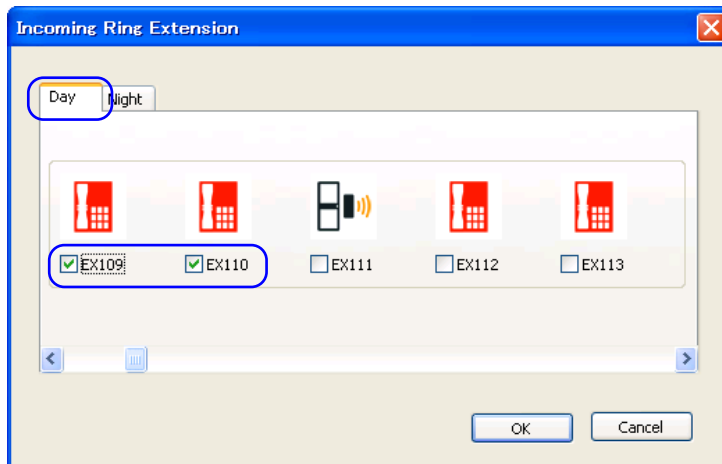 Incoming Ring Extension
Day Night
EX109 EX110 EX111 EX112 EX113
OK Cancel